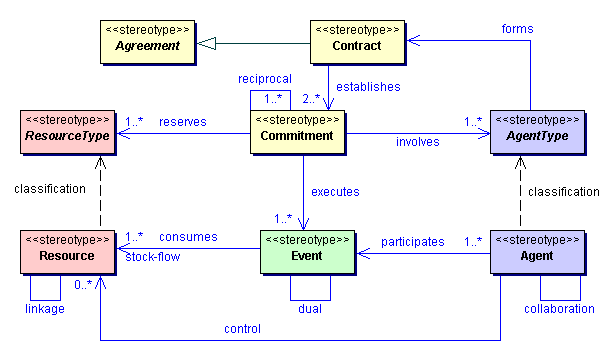 <<stereotype>>
Agreement
<<stereotype>>
Contract
forms
reciprocal
1..*
2..*
establishes
<<stereotype>>
ResourceType
1..*
reserves
<<stereotype>>
Commitment
involves
1..*
<<stereotype>>
AgentType
classification
executes
classification
1..*
<<stereotype>>
Resource
1..*
consumes
stock-flow
<<stereotype>>
Event
participates
1..*
<<stereotype>>
Agent
linkage
0..*
dual
collaboration
control